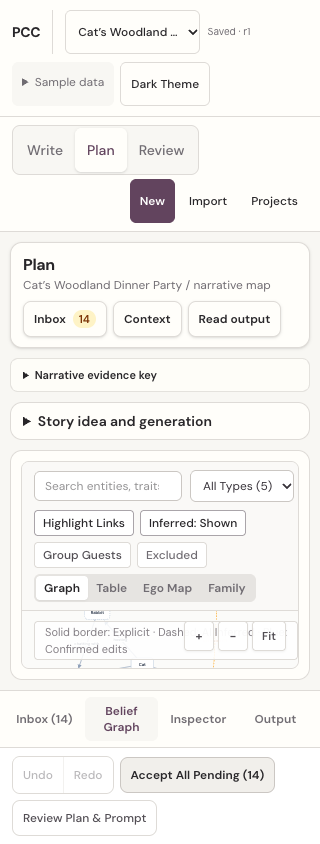 PCC
Cat's Woodland ...
Saved · r1
Sample data
Dark Theme
Write
Plan
Review
New
Import
Projects
Plan
Cat's Woodland Dinner Party / narrative map
Inbox 14
Context
Read output
Narrative evidence key
Story idea and generation
Search entities, trait
All Types (5)
Highlight Links
Inferred: Shown
Group Guests
Excluded
Graph
Table
Ego Map
Family
Rabbit
Solid border: Explicit · Dash
Confirmed edits
+
−
Fit
Cat
Inbox (14)
Belief
Graph
Inspector
Output
Undo
Redo
Accept All Pending (14)
Review Plan & Prompt